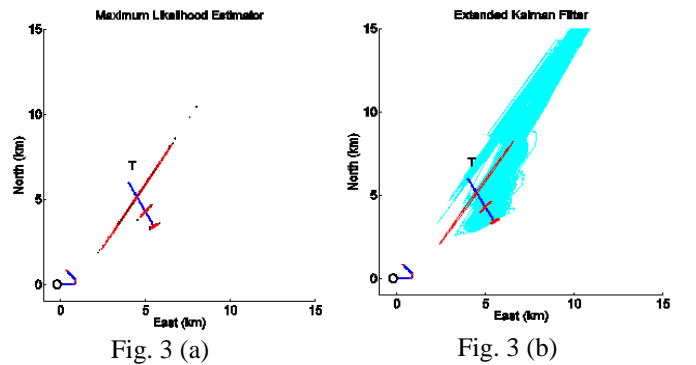 Maximum Likelihood Estimator
15
10
5
0
North (km)
T
O
0
5
10
15
East (km)
Fig. 3 (a)
Extended Kalman Filter
15
10
5
0
North (km)
T
O
0
5
10
15
East (km)
Fig. 3 (b)